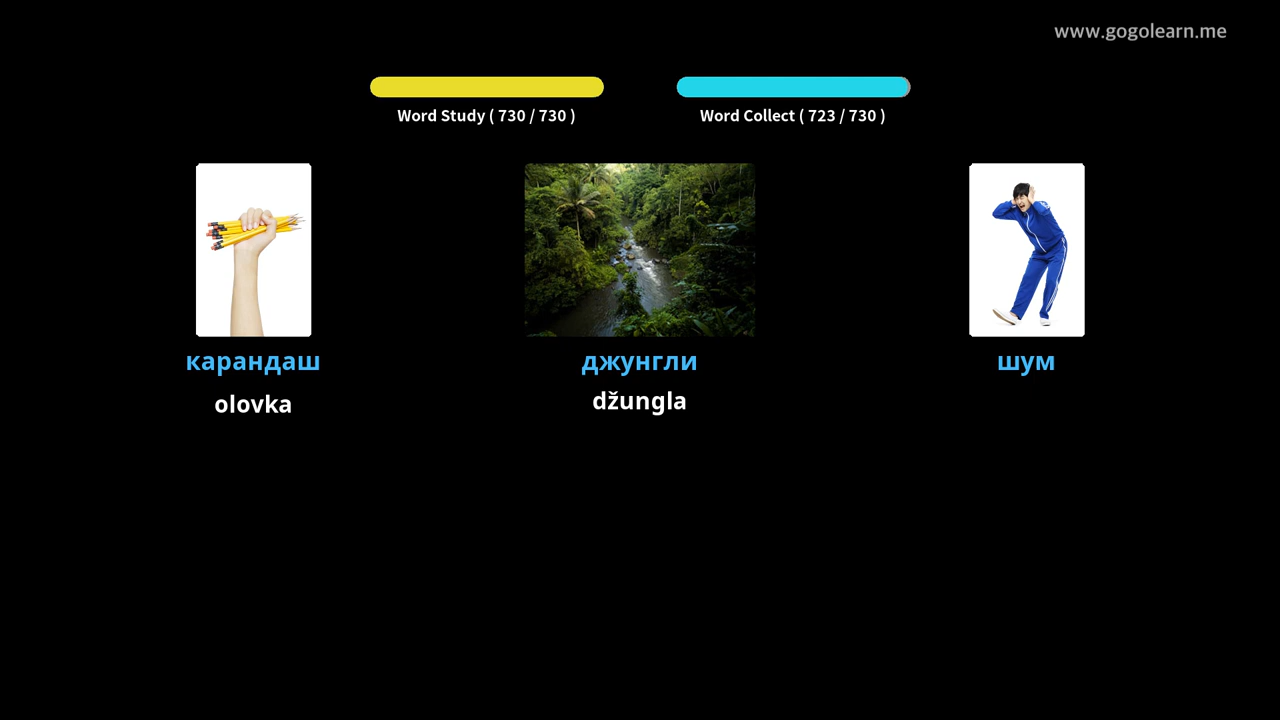 www.gogolearn.me
Word Study ( 730 / 730 )
Word Collect ( 723 / 730 )
карандаш
джунгли
шум
olovka
džungla